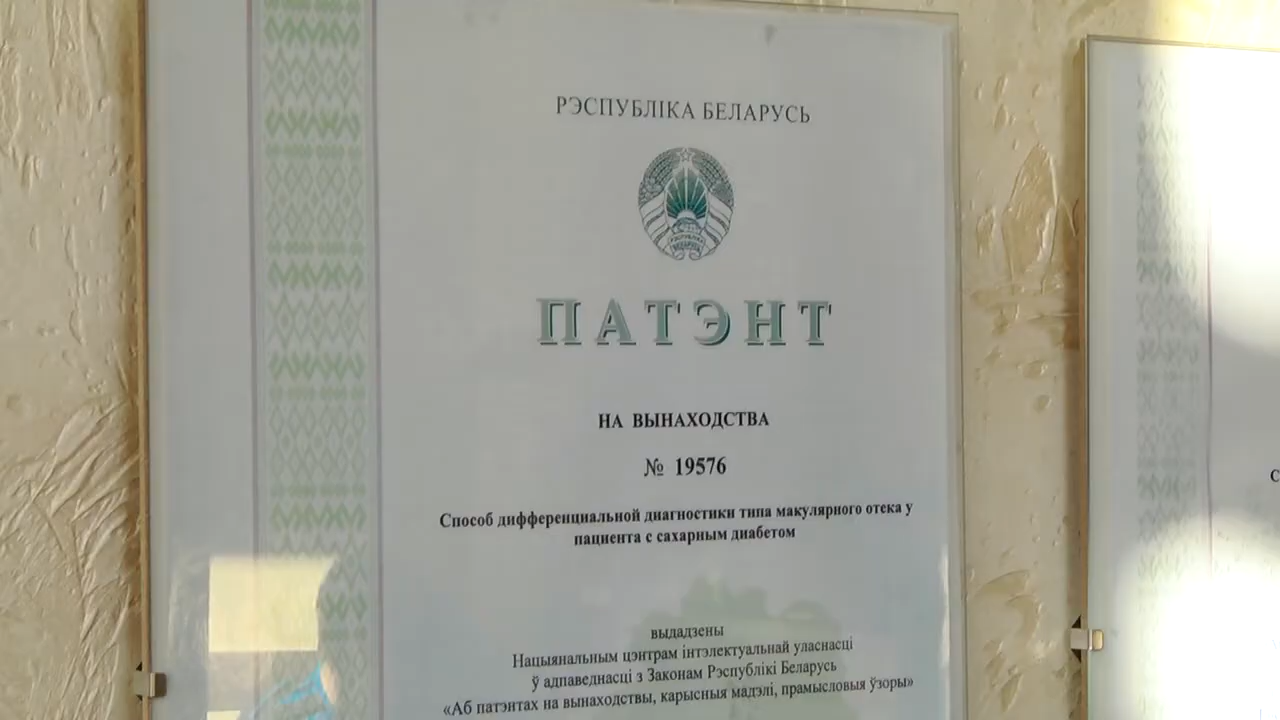 РЭСПУБЛІКА БЕЛАРУСЬ
ПАТЭНТ
НА ВЫНАХОДСТВА
№ 19576
Способ дифференциальной диагностики типа макулярного отека у
пациента с сахарным диабетом
выдадзены
Нацыянальным цэнтрам інтэлектуальнай уласнасці
ў адпаведнасці з Законам Рэспублікі Беларусь
«Аб патэнтах на вынаходствы, карысныя мадэлі, прамысловыя ўзоры»